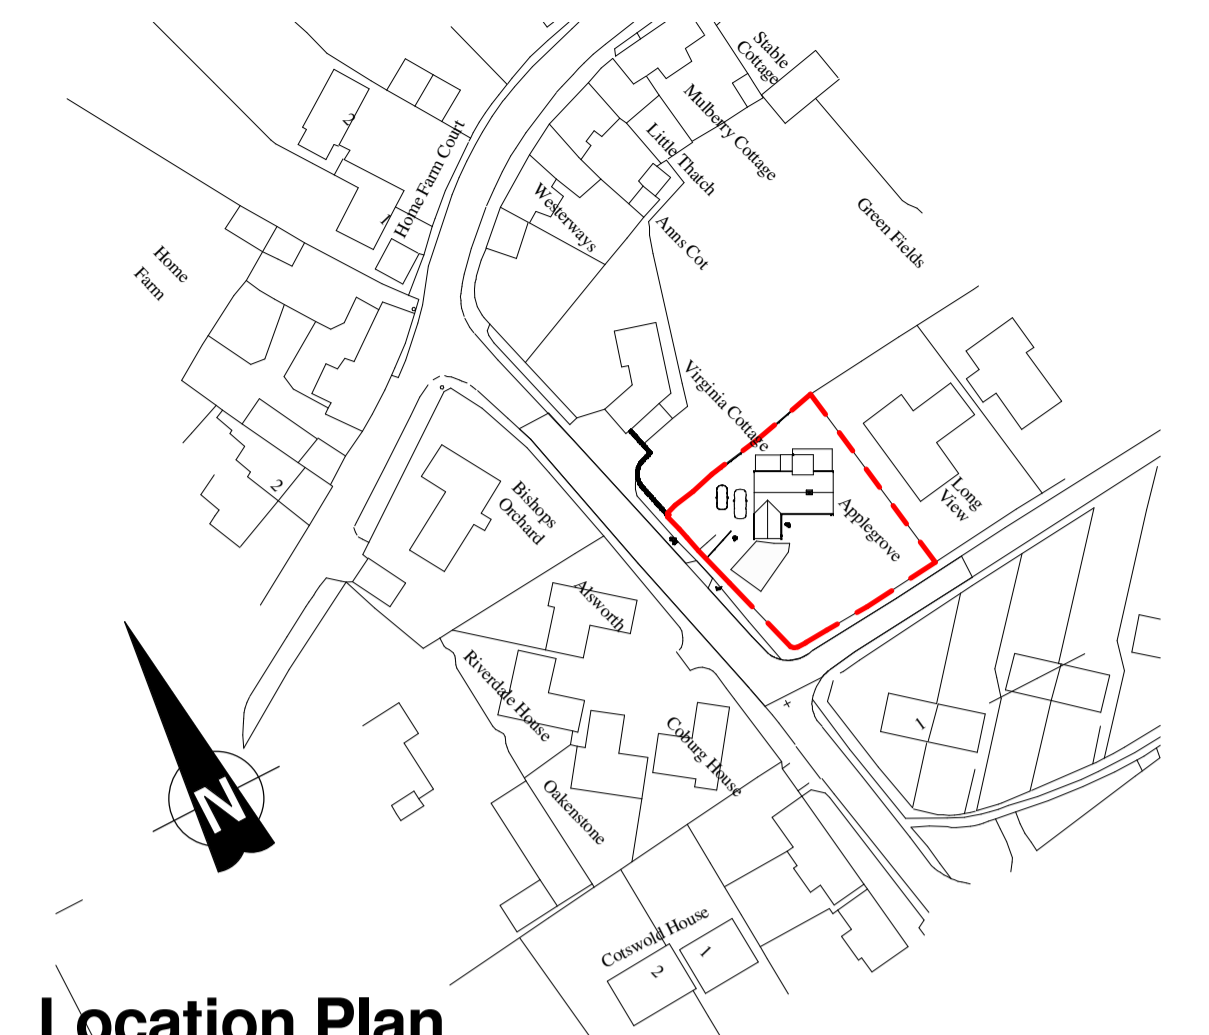 Stable
Cottage
Mulberry Cottage
2
Little Thatch
Home Farm Court
Westerways
Green Fields
1
Anns Cot
Home
Farm
Virginia Cottage
2
Bishops
Orchard
Long
View
Applegrove
Alsworth
Riverdale House
1
Coburg House
Oakenstone
N
Cotswold House
1
2
Location Plan